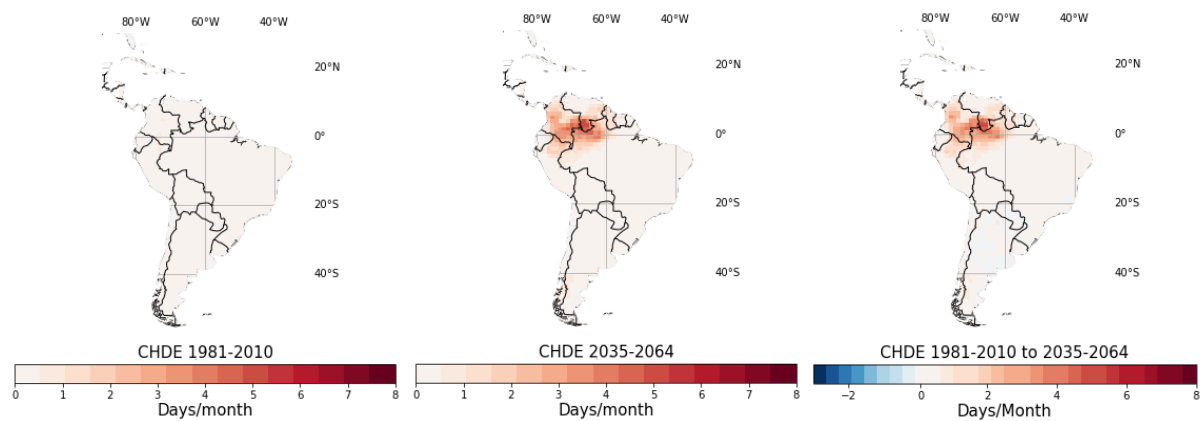 80°W 60°W 40°W
20°N
0°
20°S
40°S
CHDE 1981-2010
0 1 2 3 4 5 6 7 8
Days/month
80°W 60°W 40°W
20°N
0°
20°S
40°S
CHDE 2035-2064
0 1 2 3 4 5 6 7 8
Days/month
80°W 60°W 40°W
20°N
0°
20°S
40°S
CHDE 1981-2010 to 2035-2064
−2 0 2 4 6 8
Days/Month